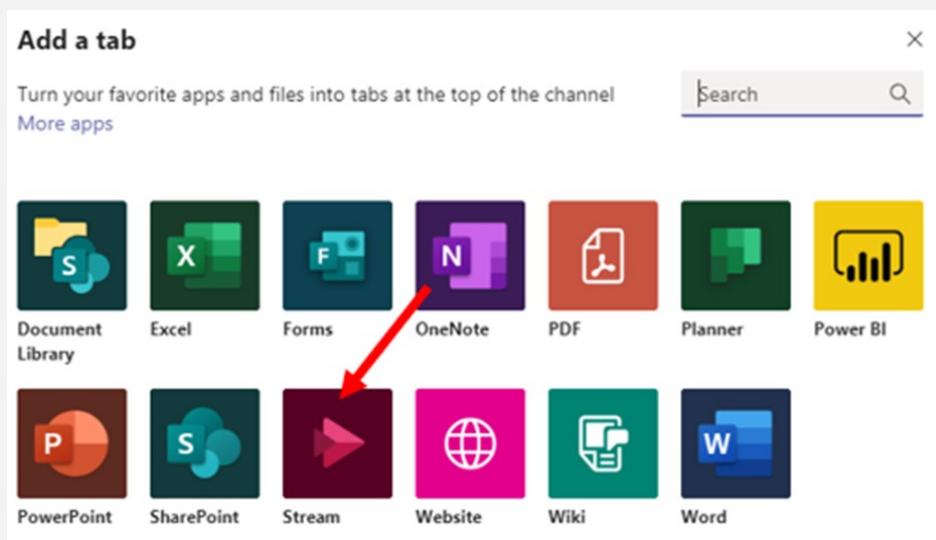 Add a tab
Turn your favorite apps and files into tabs at the top of the channel
Search
More apps
S
X
F
N
Document Library
Excel
Forms
OneNote
PDF
Planner
Power BI
P
S
W
PowerPoint
SharePoint
Stream
Website
Wiki
Word